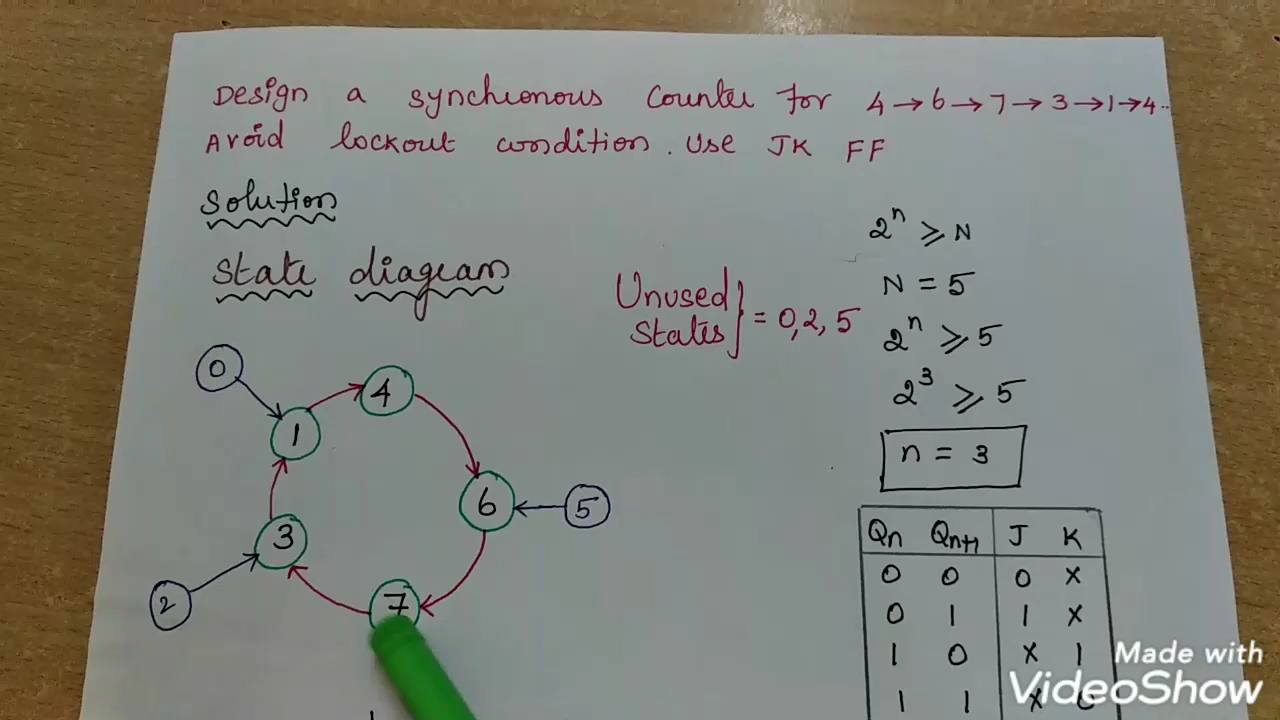 Design a synchronous counter for 4 → 6 → 7 → 3 → 1 → 4..
Avoid lockout condition. Use JK FF
Solution
State diagram
Unused
States } = 0, 2, 5
2ⁿ ⩾ N
N = 5
2ⁿ ⩾ 5
2³ ⩾ 5
n = 3
0
4
1
6
5
3
2
7
Qn Qn+1 J K
0 0 0 X
0 1 1 X
1 0 X 1
1 1 X 0
Made with
VideoShow